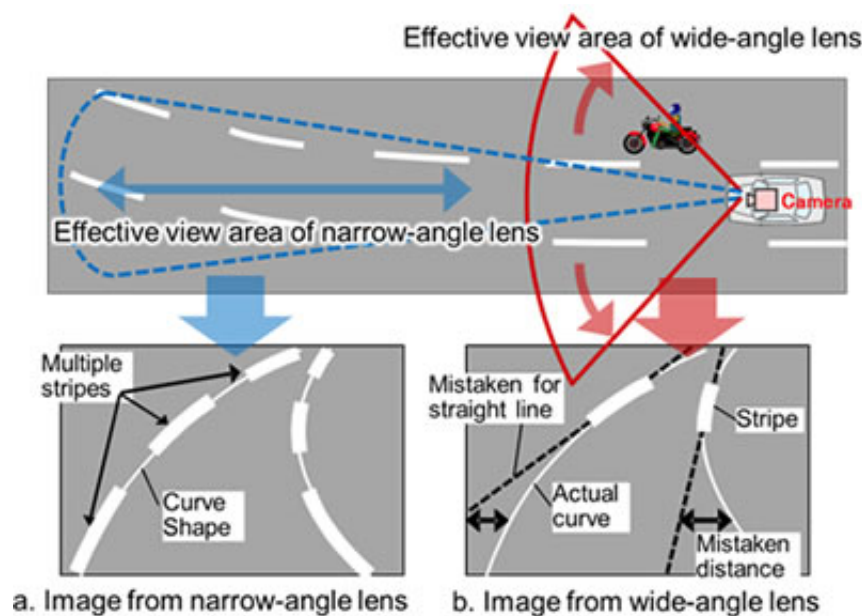 Effective view area of wide-angle lens
Camera
Effective view area of narrow-angle lens
Multiple
stripes
Curve
Shape
Mistaken for
straight line
Stripe
Actual
curve
Mistaken
distance
a. Image from narrow-angle lens
b. Image from wide-angle lens